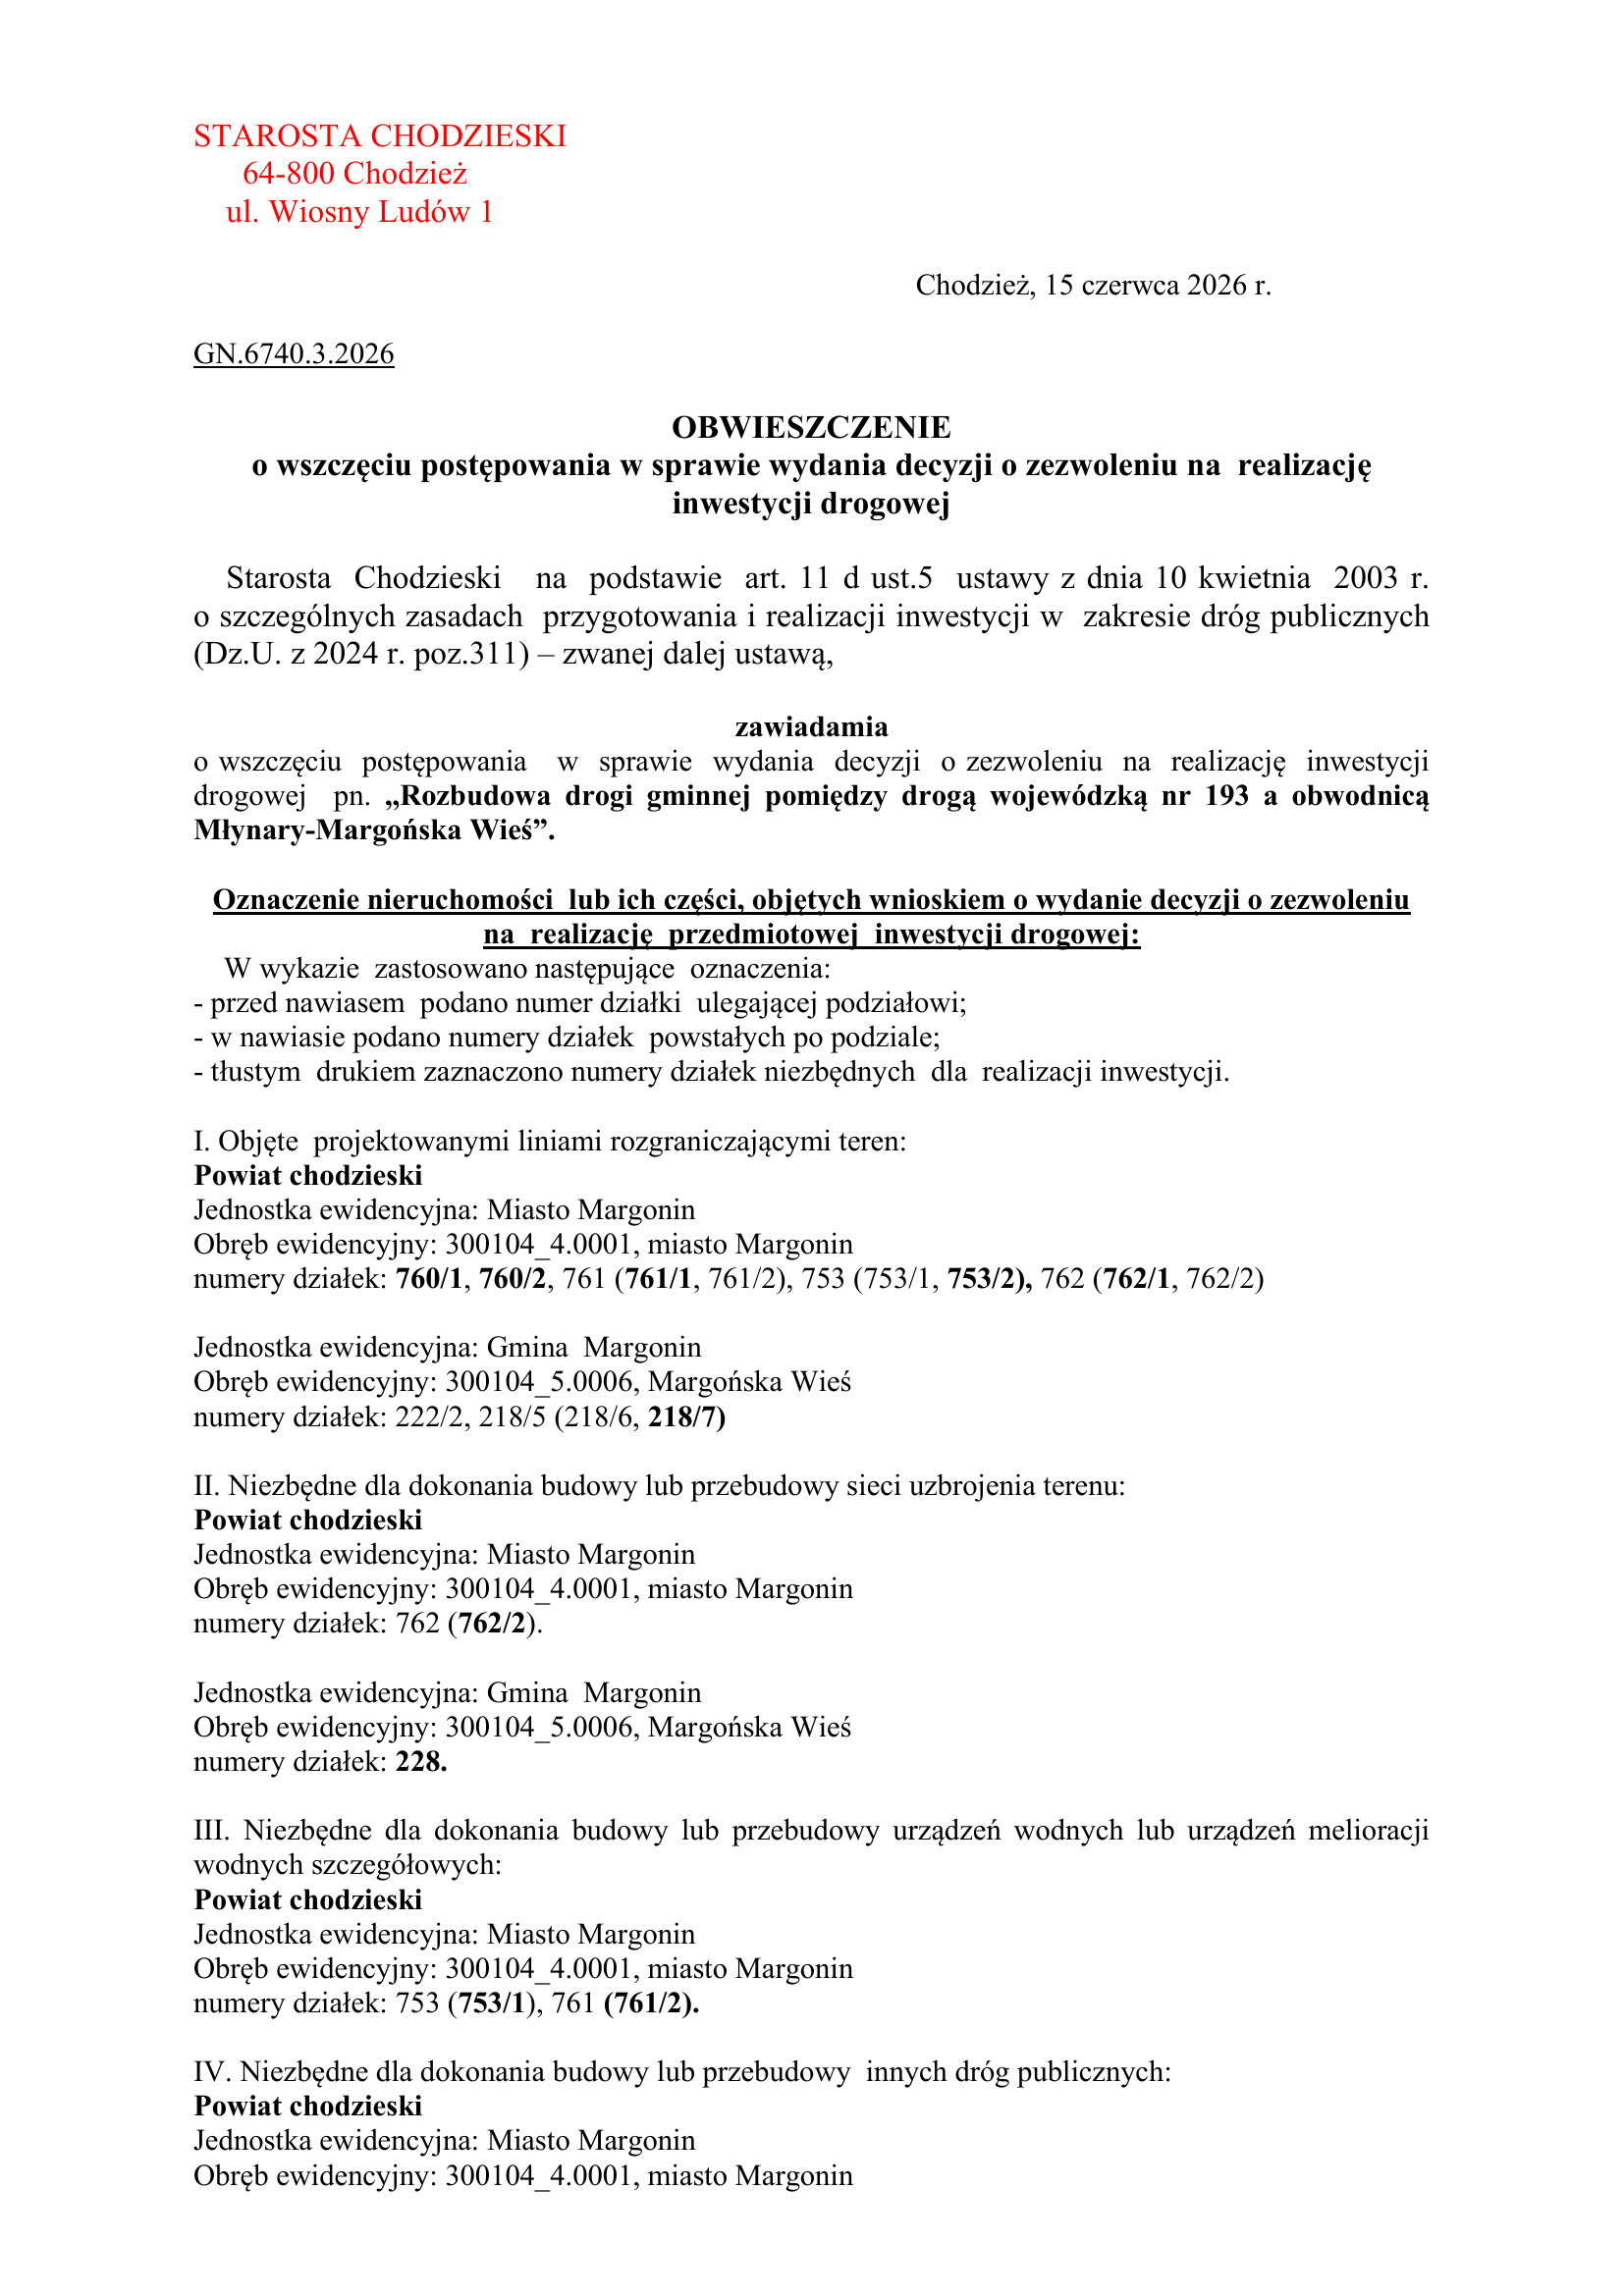 STAROSTA CHODZIESKI
64-800 Chodzież
ul. Wiosny Ludów 1
Chodzież, 15 czerwca 2026 r.
GN.6740.3.2026
OBWIESZCZENIE
o wszczęciu postępowania w sprawie wydania decyzji o zezwoleniu na realizację
inwestycji drogowej
Starosta Chodzieski na podstawie art. 11 d ust.5 ustawy z dnia 10 kwietnia 2003 r.
o szczególnych zasadach przygotowania i realizacji inwestycji w zakresie dróg publicznych
(Dz.U. z 2024 r. poz.311) – zwanej dalej ustawą,
zawiadamia
o wszczęciu postępowania w sprawie wydania decyzji o zezwoleniu na realizację inwestycji
drogowej pn. „Rozbudowa drogi gminnej pomiędzy drogą wojewódzką nr 193 a obwodnicą
Młynary-Margońska Wieś”.
Oznaczenie nieruchomości lub ich części, objętych wnioskiem o wydanie decyzji o zezwoleniu
na realizację przedmiotowej inwestycji drogowej:
W wykazie zastosowano następujące oznaczenia:
- przed nawiasem podano numer działki ulegającej podziałowi;
- w nawiasie podano numery działek powstałych po podziale;
- tłustym drukiem zaznaczono numery działek niezbędnych dla realizacji inwestycji.
I. Objęte projektowanymi liniami rozgraniczającymi teren:
Powiat chodzieski
Jednostka ewidencyjna: Miasto Margonin
Obręb ewidencyjny: 300104_4.0001, miasto Margonin
numery działek: 760/1, 760/2, 761 (761/1, 761/2), 753 (753/1, 753/2), 762 (762/1, 762/2)
Jednostka ewidencyjna: Gmina Margonin
Obręb ewidencyjny: 300104_5.0006, Margońska Wieś
numery działek: 222/2, 218/5 (218/6, 218/7)
II. Niezbędne dla dokonania budowy lub przebudowy sieci uzbrojenia terenu:
Powiat chodzieski
Jednostka ewidencyjna: Miasto Margonin
Obręb ewidencyjny: 300104_4.0001, miasto Margonin
numery działek: 762 (762/2).
Jednostka ewidencyjna: Gmina Margonin
Obręb ewidencyjny: 300104_5.0006, Margońska Wieś
numery działek: 228.
III. Niezbędne dla dokonania budowy lub przebudowy urządzeń wodnych lub urządzeń melioracji
wodnych szczegółowych:
Powiat chodzieski
Jednostka ewidencyjna: Miasto Margonin
Obręb ewidencyjny: 300104_4.0001, miasto Margonin
numery działek: 753 (753/1), 761 (761/2).
IV. Niezbędne dla dokonania budowy lub przebudowy innych dróg publicznych:
Powiat chodzieski
Jednostka ewidencyjna: Miasto Margonin
Obręb ewidencyjny: 300104_4.0001, miasto Margonin